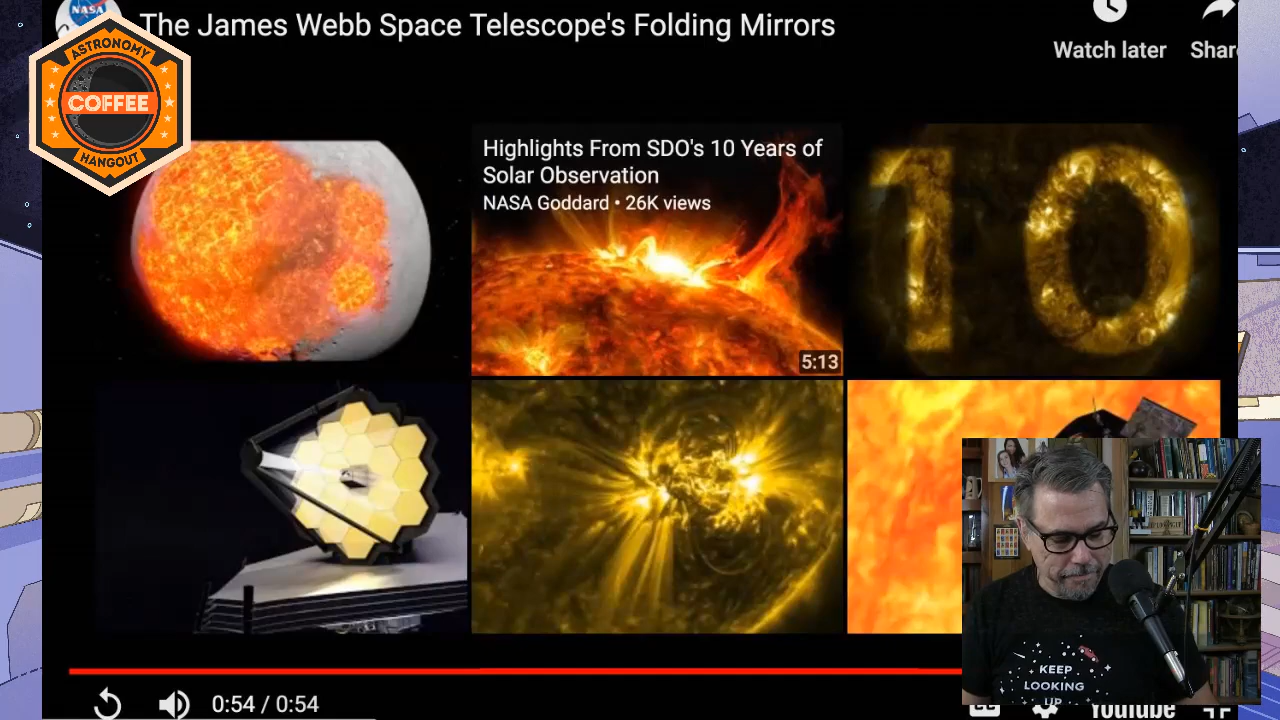 NASA
The James Webb Space Telescope's Folding Mirrors
Watch later
Shar
ASTRONOMY
COFFEE
HANGOUT
Highlights From SDO's 10 Years of
Solar Observation
NASA Goddard • 26K views
5:13
10
KEEP
LOOKING
UP
0:54 / 0:54
CC
YouTube